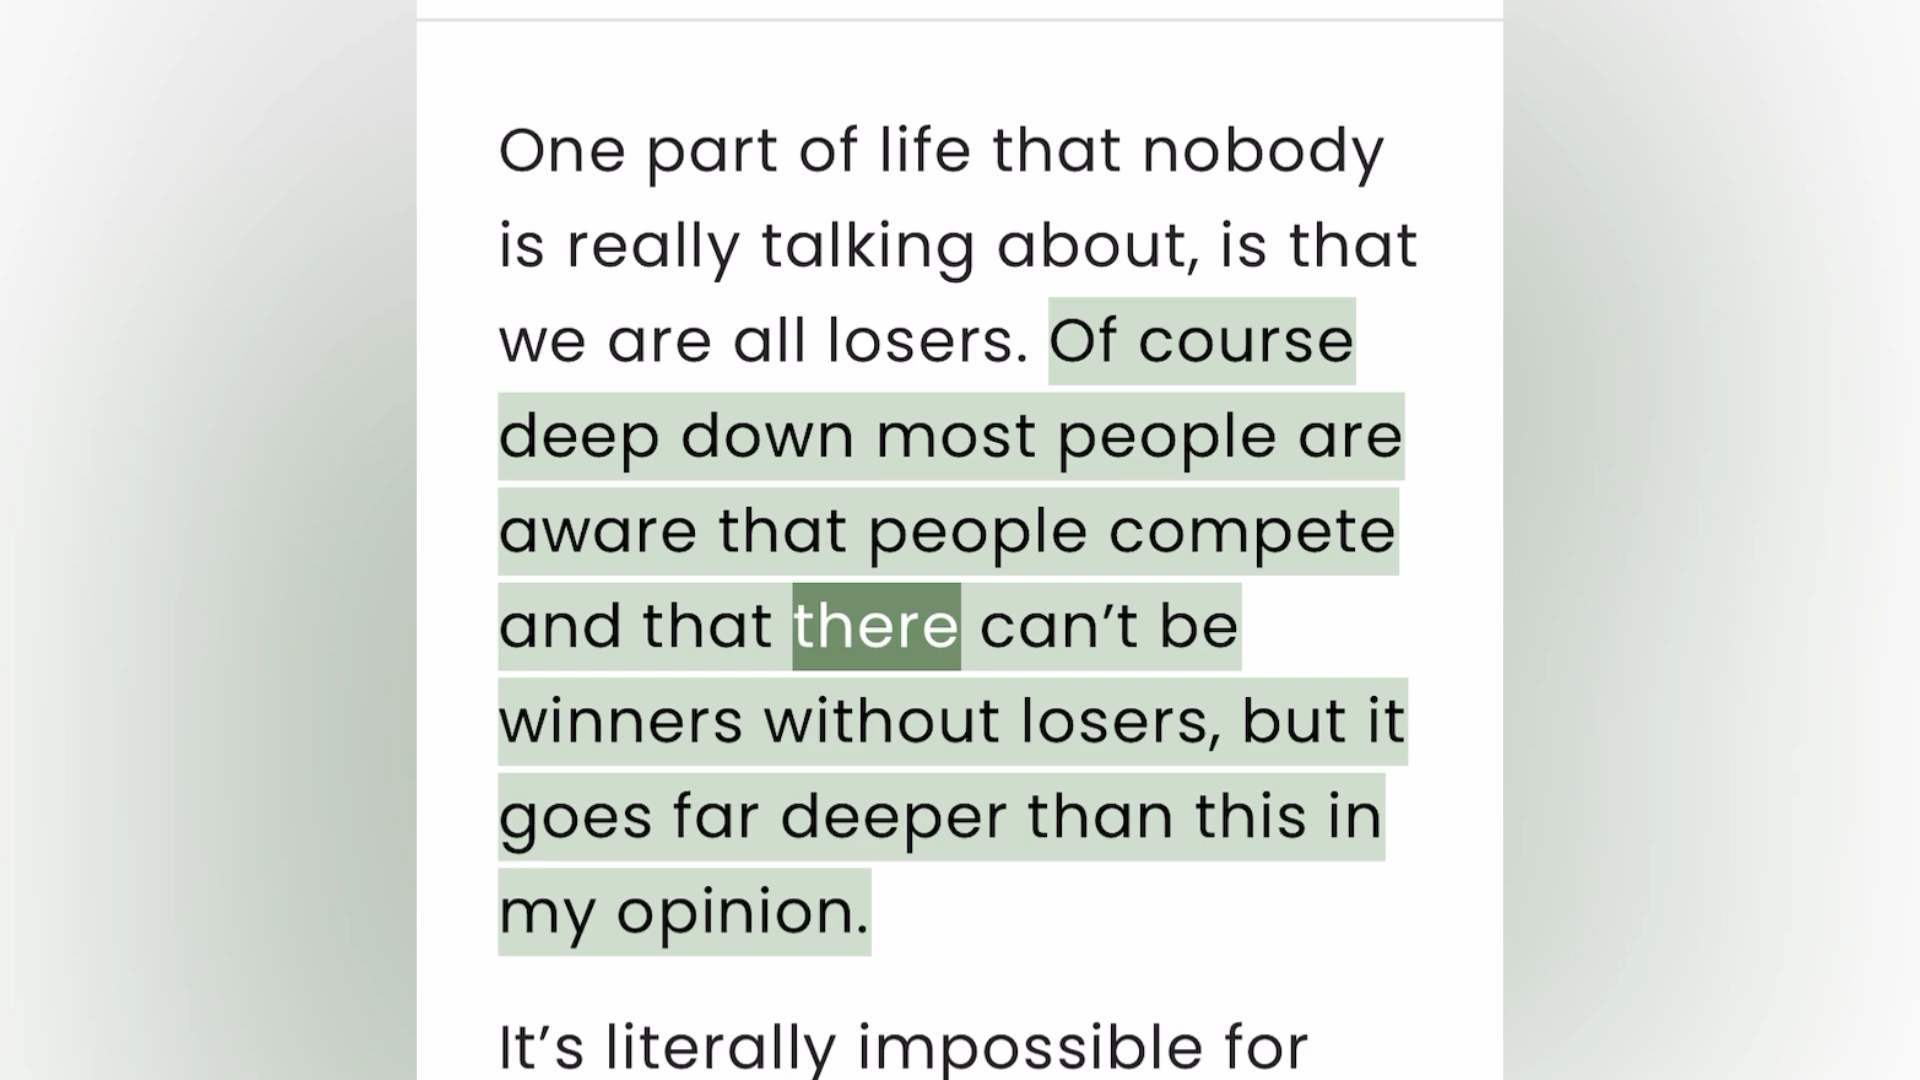 One part of life that nobody
is really talking about, is that
we are all losers. Of course
deep down most people are
aware that people compete
and that there can’t be
winners without losers, but it
goes far deeper than this in
my opinion.
It’s literally impossible for